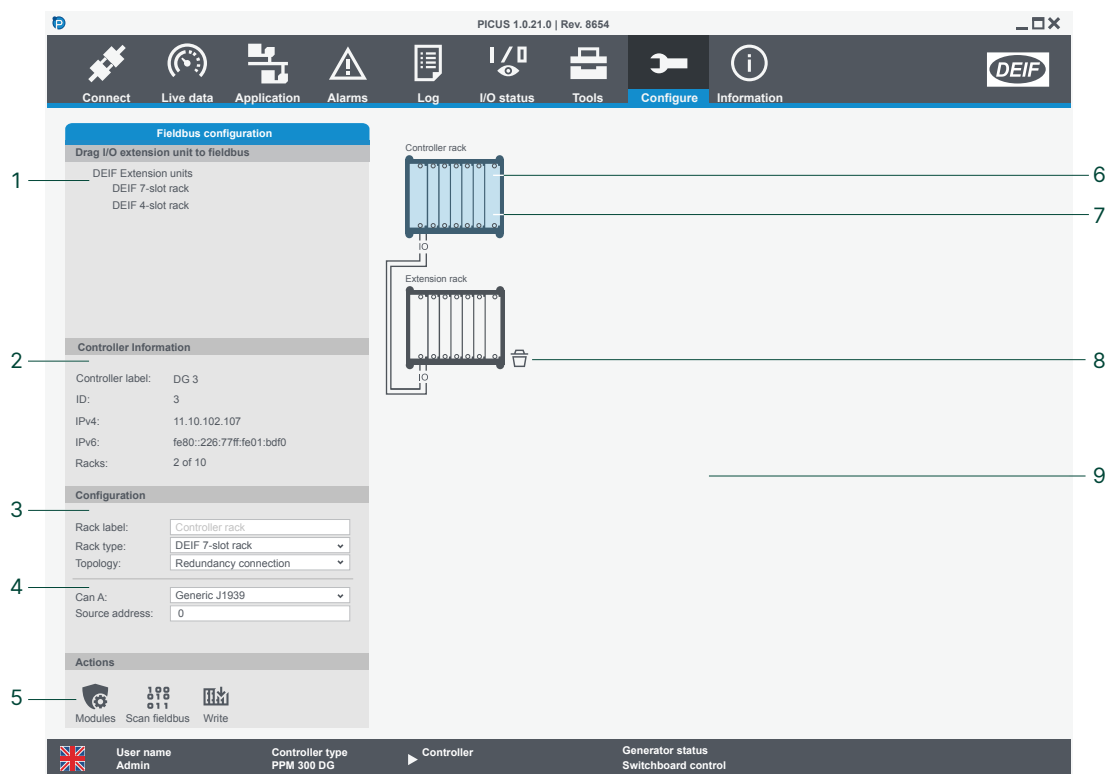 PICUS 1.0.21.0 | Rev. 8654
Connect Live data Application Alarms Log I/O status Tools Configure Information
DEIF
Fieldbus configuration
Drag I/O extension unit to fieldbus
DEIF Extension units
DEIF 7-slot rack
DEIF 4-slot rack
1
Controller Information
2
Controller label: DG 3
ID: 3
IPv4: 11.10.102.107
IPv6: fe80::226:77ff:fe01:bdf0
Racks: 2 of 10
Configuration
3
Rack label: Controller rack
Rack type: DEIF 7-slot rack
Topology: Redundancy connection
4
Can A: Generic J1939
Source address: 0
Actions
5
Modules Scan fieldbus Write
Controller rack
6
7
IO
Extension rack
8
IO
9
User name Controller type Controller Generator status
Admin PPM 300 DG Switchboard control